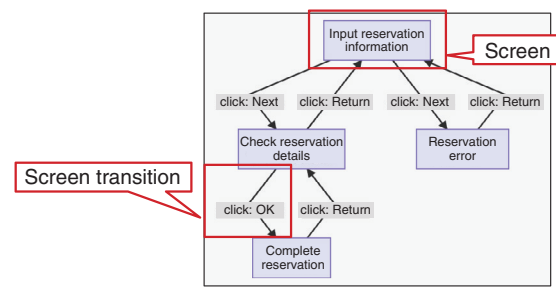 Input reservation
information
Screen
click: Next
click: Return
click: Next
click: Return
Check reservation
details
Reservation
error
Screen transition
click: OK
click: Return
Complete
reservation